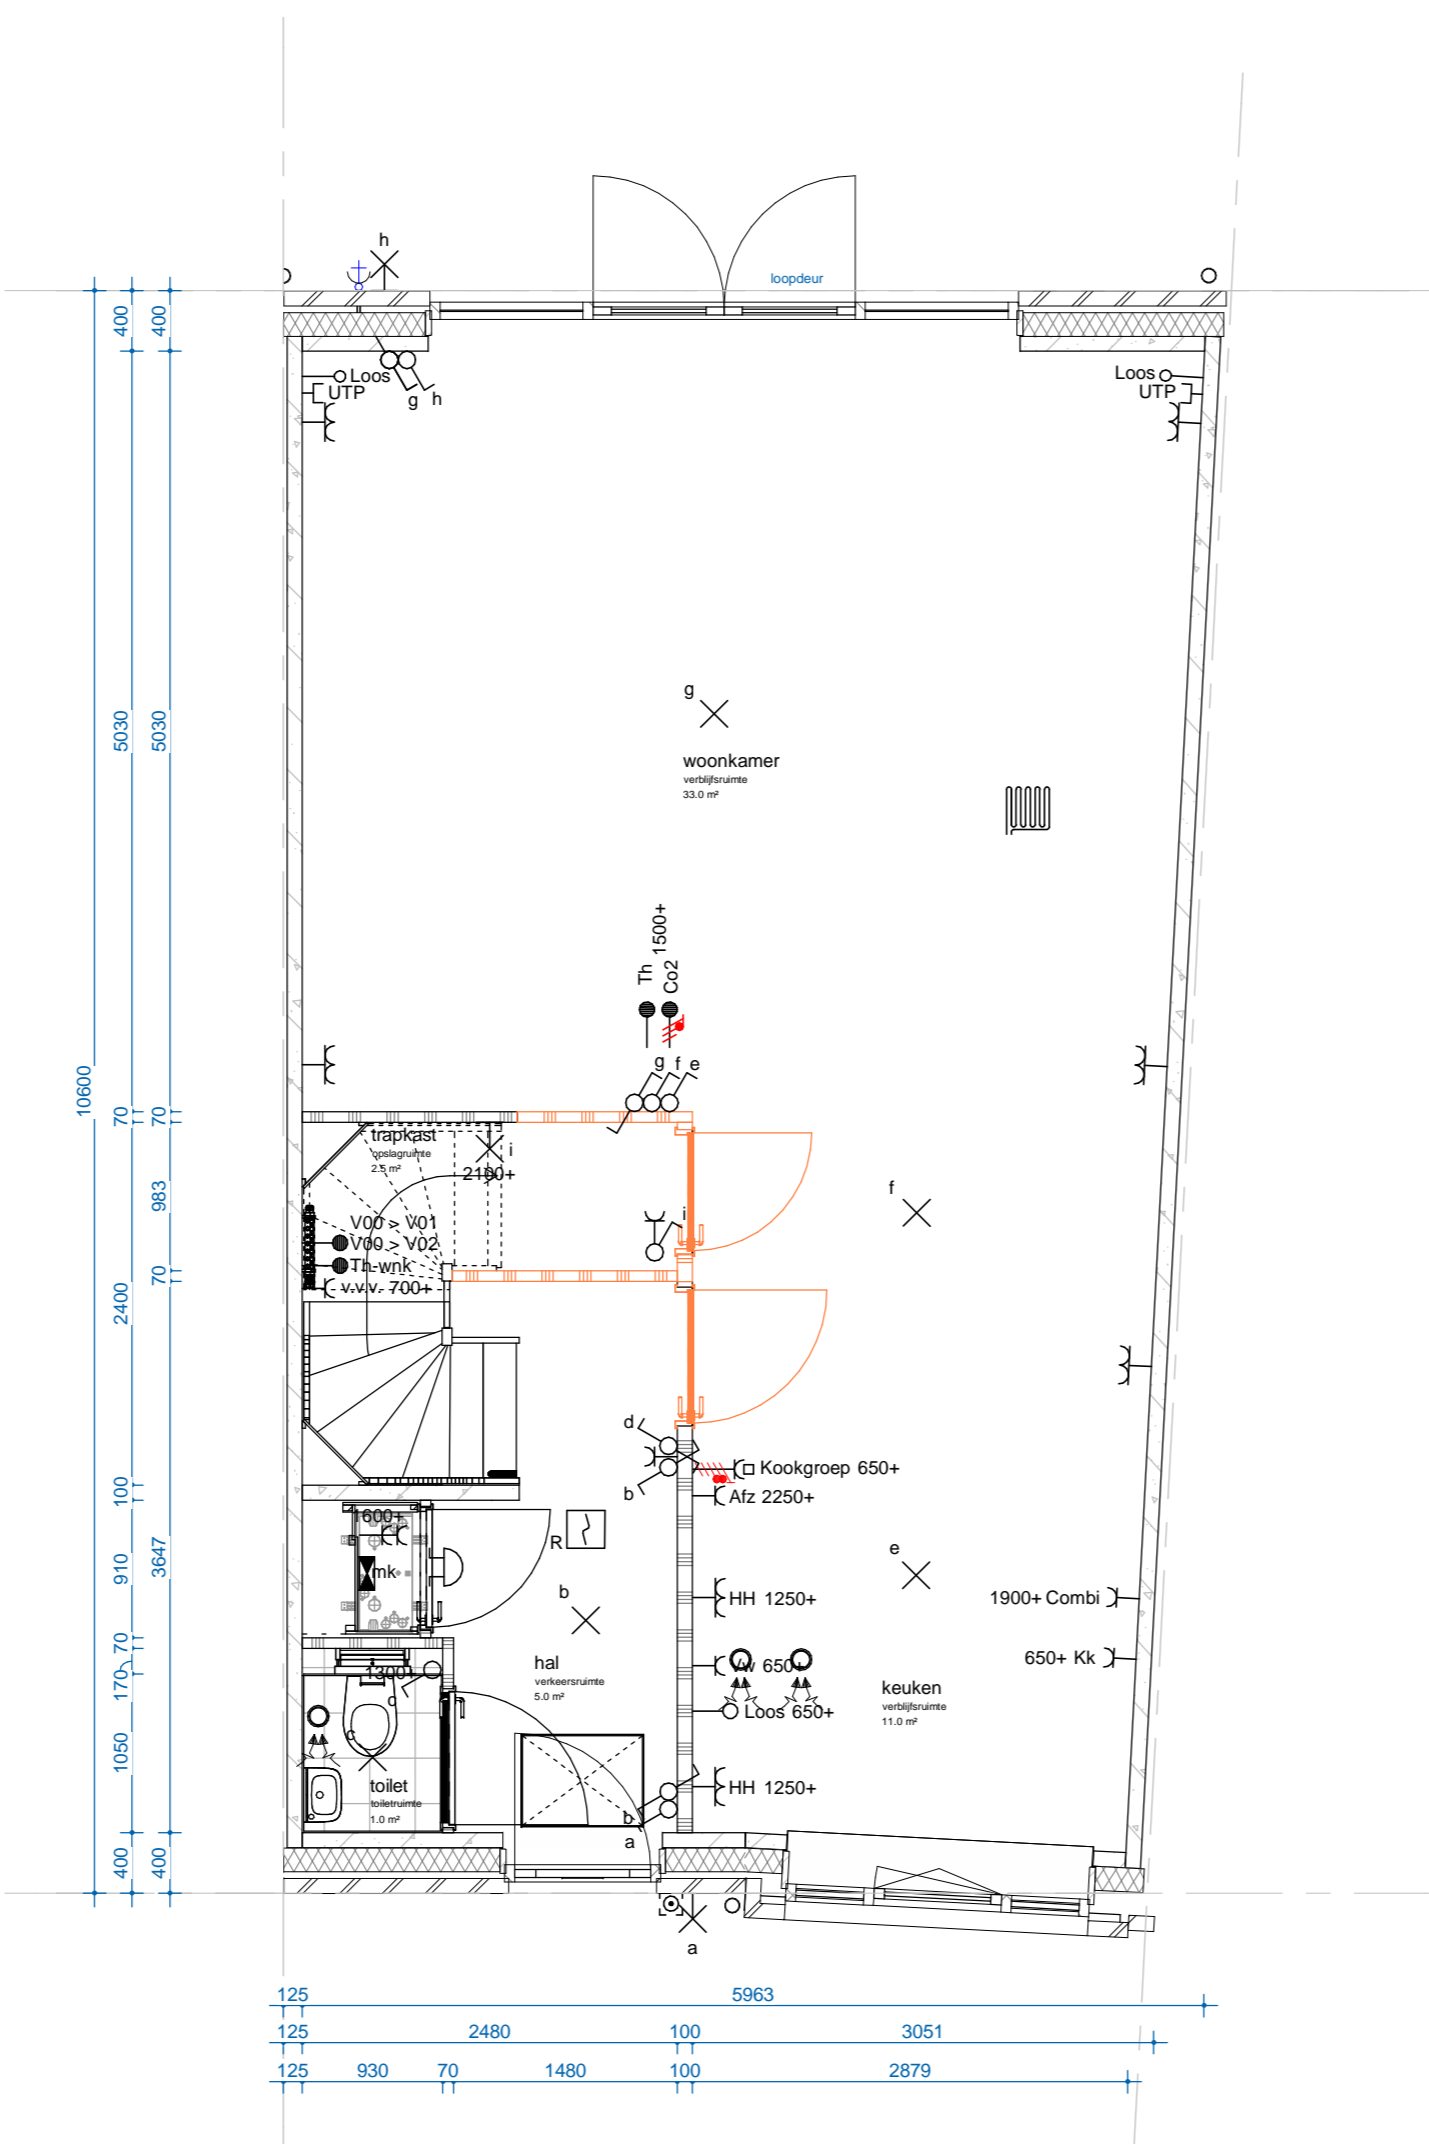 h
loopdeur
400
400
Loos
UTP
g
h
Loos
UTP
5030
5030
g
woonkamer
verblijfsruimte
33.0 m²
Th
Co2
1500+
10600
g
f
e
70
70
trapkast
opslagruimte
2.5 m²
i
2100+
983
f
i
V00 > V01
V00 > V02
Th-wnk
v.v.v. 700+
70
2400
d
b
Kookgroep 650+
Afz 2250+
100
1600+
R
mk
910
3647
b
e
HH 1250+
1900+ Combi
70
1300+
c
170
hal
verkeersruimte
5.0 m²
Vw 650+
650+ Kk
keuken
verblijfsruimte
11.0 m²
Loos 650+
c
1050
toilet
toiletruimte
1.0 m²
HH 1250+
b
a
400
400
a
125
5963
125
2480
100
3051
125
930
70
1480
100
2879